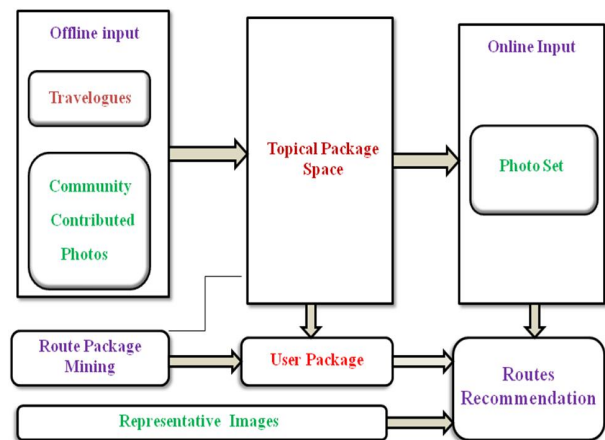 Offline input
Travelogues
Community
Contributed
Photos
Topical Package
Space
Online Input
Photo Set
Route Package
Mining
User Package
Routes
Recommendation
Representative Images